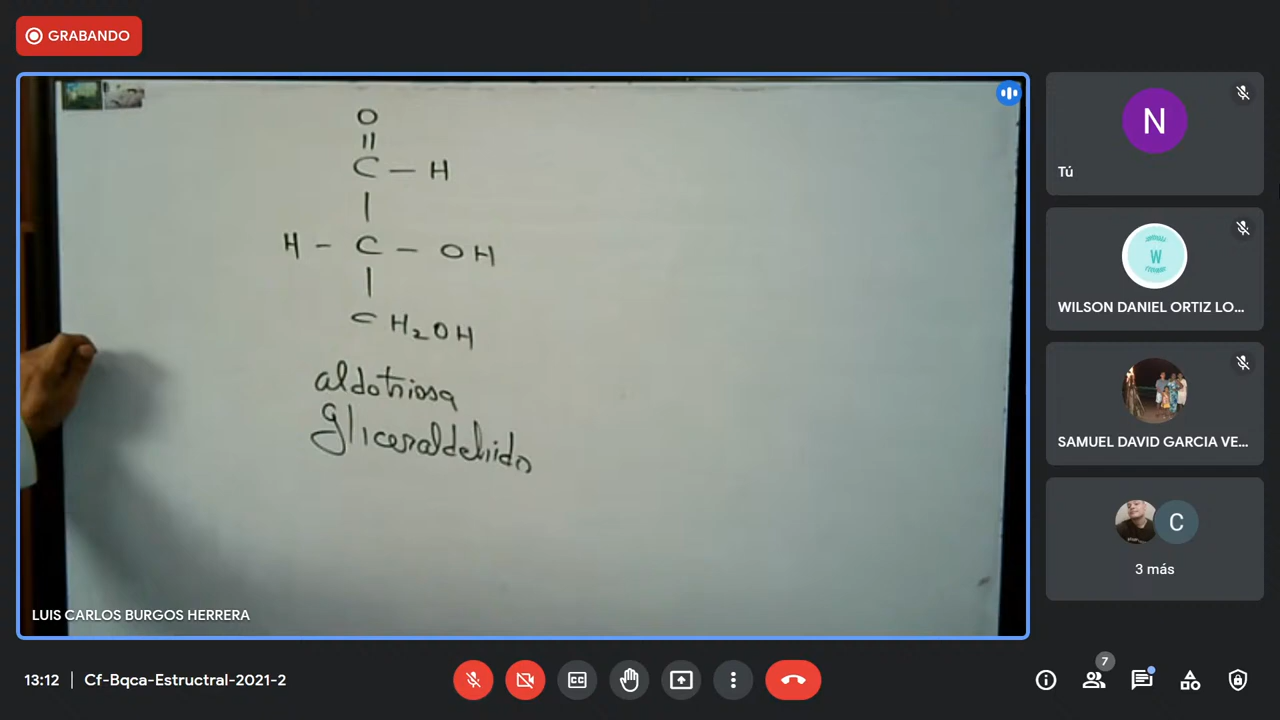 GRABANDO
O
||
C — H
|
H — C — OH
|
CH₂OH
aldotriosa
gliceraldehido
LUIS CARLOS BURGOS HERRERA
N
Tú
W
WILSON DANIEL ORTIZ LO...
SAMUEL DAVID GARCIA VE...
C
3 más
13:12 | Cf-Bqca-Estructral-2021-2
CC
7